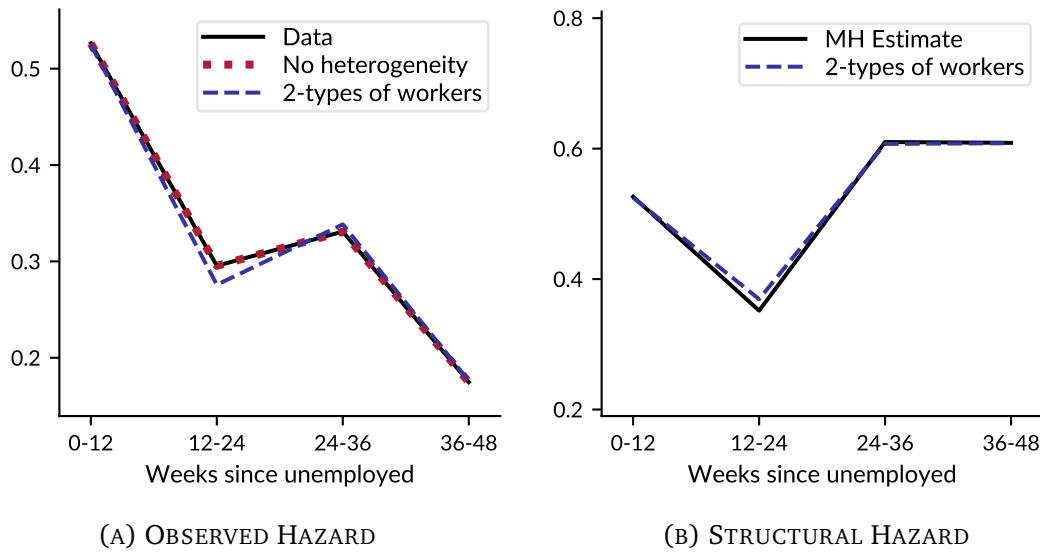 0.5
0.4
0.3
0.2
Data
No heterogeneity
2-types of workers
0-12 12-24 24-36 36-48
Weeks since unemployed
(A) OBSERVED HAZARD
0.8
0.6
0.4
0.2
MH Estimate
2-types of workers
0-12 12-24 24-36 36-48
Weeks since unemployed
(B) STRUCTURAL HAZARD